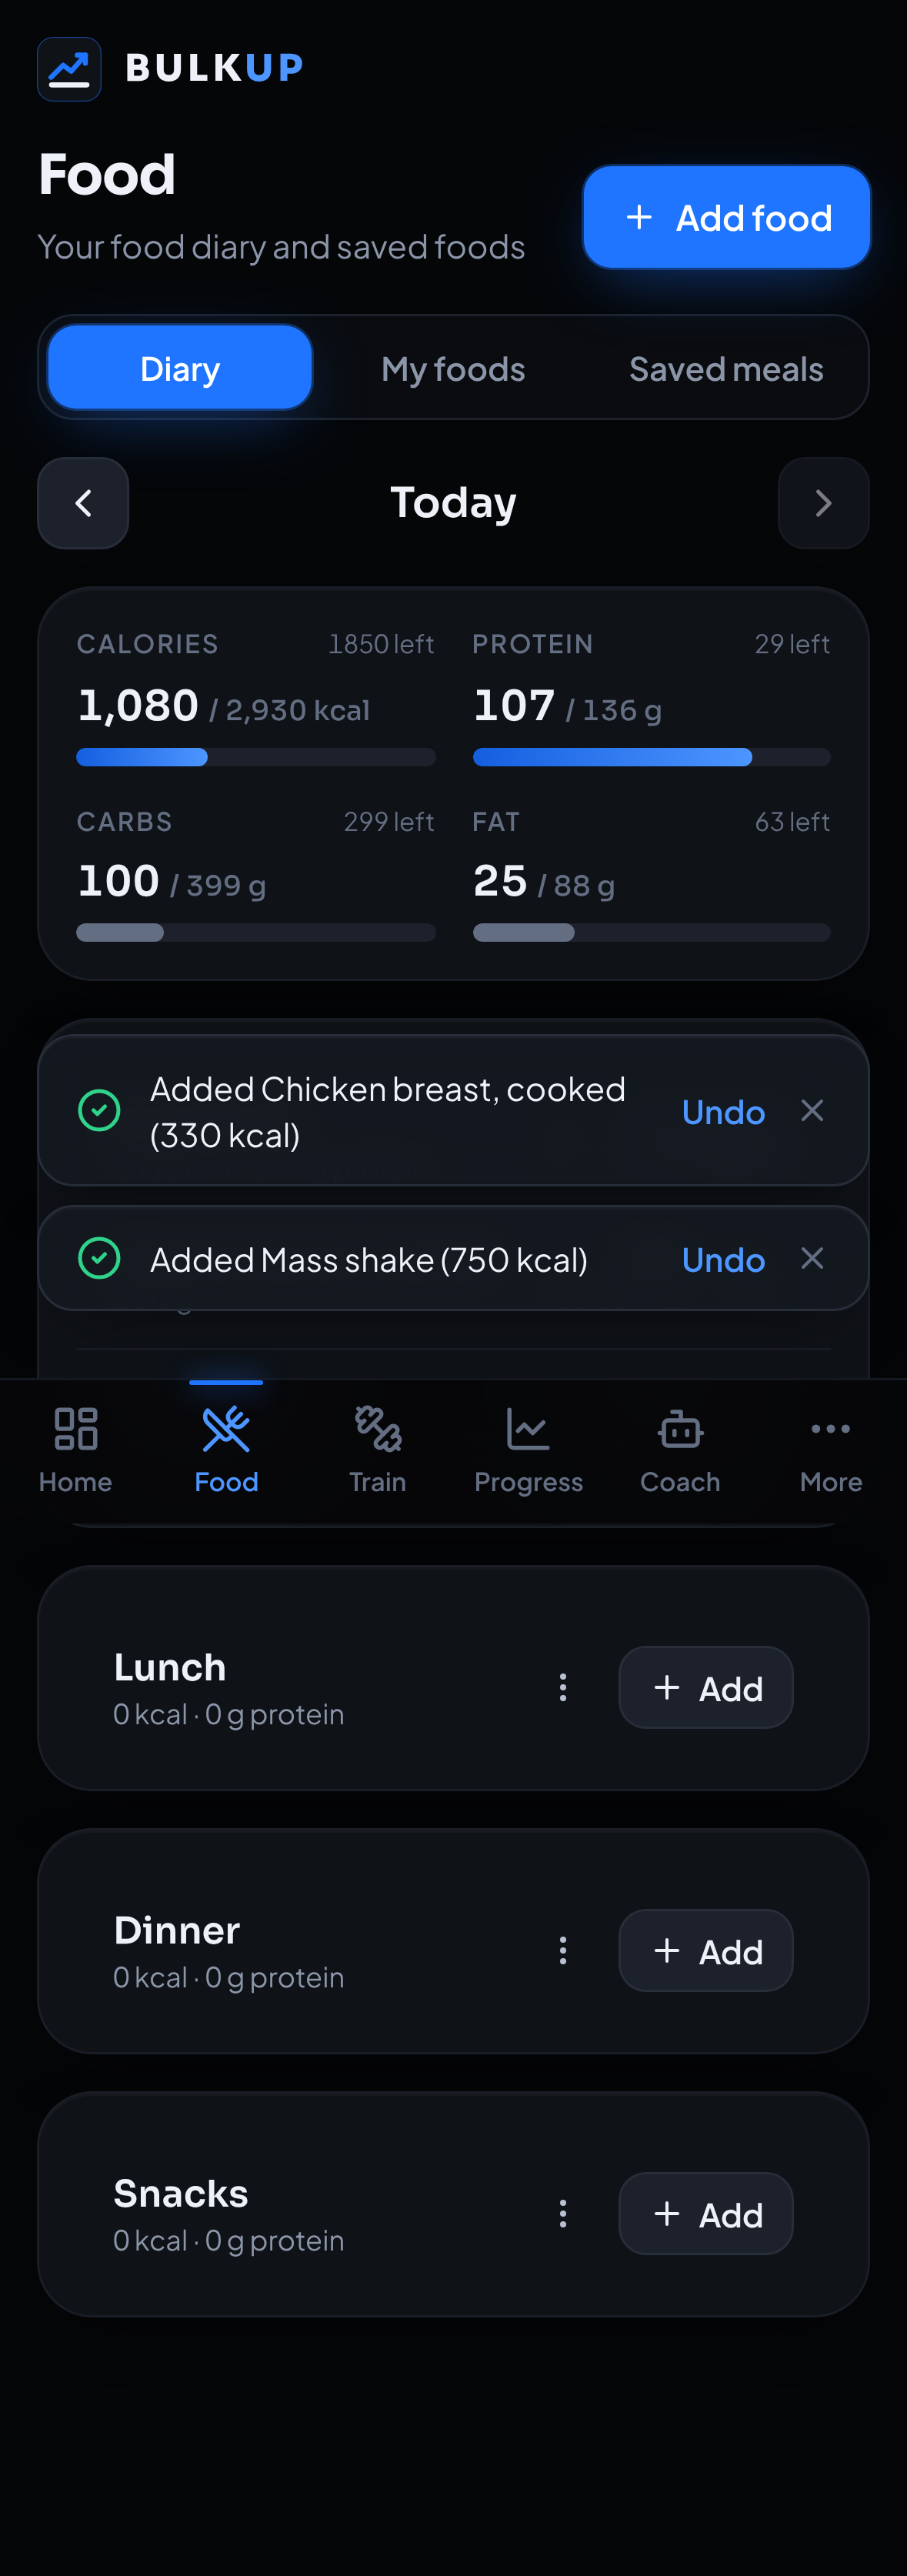 BULKUP
Food
Your food diary and saved foods
+ Add food
Diary
My foods
Saved meals
Today
CALORIES
1850 left
1,080 / 2,930 kcal
PROTEIN
29 left
107 / 136 g
CARBS
299 left
100 / 399 g
FAT
63 left
25 / 88 g
Added Chicken breast, cooked
(330 kcal)
Undo
Added Mass shake (750 kcal)
Undo
Home
Food
Train
Progress
Coach
More
Lunch
0 kcal · 0 g protein
+ Add
Dinner
0 kcal · 0 g protein
+ Add
Snacks
0 kcal · 0 g protein
+ Add